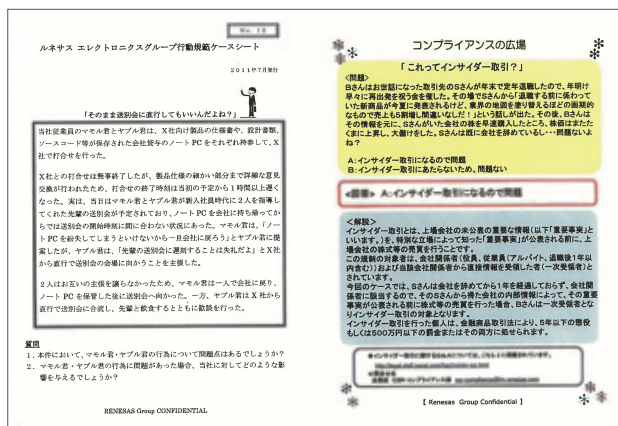 ルネサス エレクトロニクスグループ行動規範ケースシート
2011年7月発行
「そのまま送別会に直行してもいいんだよね?」
当社従業員のマモル君とヤブル君は、X社向け製品の仕様書や、設計書類、
ソースコード等が保存された会社貸与のノートPCをそれぞれ持参して、X
社で打合せを行った。
X社との打合せは無事終了したが、製品仕様の細かい部分まで詳細な意見
交換が行われたため、打合せの終了時刻は当初の予定から1時間以上遅く
なった。実は、当日はマモル君とヤブル君が新入社員時代に2人を指導し
てくれた先輩の送別会が予定されており、ノートPCを会社に持ち帰ってか
らでは送別会の開始時刻に間に合わない状況にあった。マモル君は、「ノー
トPCを紛失してしまうといけないから一旦会社に戻ろう」とヤブル君に提
案したが、ヤブル君は、「先輩の送別会に遅刻することは失礼だよ」とX社
から直行で送別会の会場に向かうことを主張した。
2人はお互いの主張を譲らなかったため、マモル君は一人で会社に戻り、
ノートPCを保管した後に送別会へ向かった。一方、ヤブル君はX社から
直行で送別会に合流し、先輩と飲食するとともに歓談を行った。
質問
1. 本件において、マモル君・ヤブル君の行為について問題点はあるでしょうか?
2. マモル君・ヤブル君の行為に問題があった場合、当社に対してどのような影
響を与えるでしょうか?
RENESAS Group CONFIDENTIAL
コンプライアンスの広場
「これってインサイダー取引?」
<問題>
Bさんはお世話になった取引先のSさんが年末で定年退職したので、年明け
早々に再出発を祝う会を催した。その場でSさんから「退職する前に係わって
いた新商品が今夏に発表されるけど、業界の地図を塗り替えるほどの画期的
なもので売上も5割増し間違いなしだ!」という話しが出た。その後、Bさんは
その情報を元に、Sさんがいた会社の株を早速購入したところ、株価はまたた
くまに上昇し、大儲けをした。Sさんは既に会社を辞めているし・・・問題ないよ
ね?
A:インサイダー取引になるので問題
B:インサイダー取引にあたらないため、問題ない
<回答> A:インサイダー取引になるので問題
<解説>
インサイダー取引とは、上場会社の未公表の重要な情報(以下「重要事実」と
いいます。)を、特別な立場によって知った「重要事実」が公表される前に、上
場会社の株式等の売買を行うことです。
この規制の対象者は、会社関係者(役員、従業員(アルバイト、退職後1年以
内含む))および当該会社関係者から直接情報を受領した者(一次受領者)と
されています。
今回のケースでは、Sさんは会社を辞めてから1年を経過しておらず、会社関
係者に該当するので、そのSさんから得た会社の内部情報によって、その重要
事実が公表される前に株式等の売買を行った場合、Bさんは一次受領者とな
りインサイダー取引の対象となります。
インサイダー取引を行った個人は、金融商品取引法により、5年以下の懲役
もしくは500万円以下の罰金またはその両方に処されます。
【 Renesas Group Confidential 】